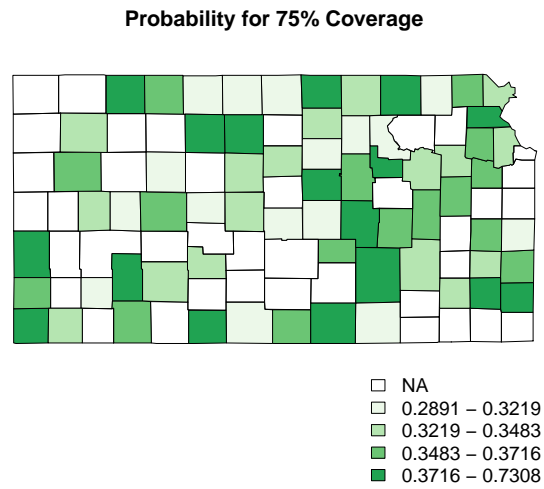 Probability for 75% Coverage
NA
0.2891 − 0.3219
0.3219 − 0.3483
0.3483 − 0.3716
0.3716 − 0.7308